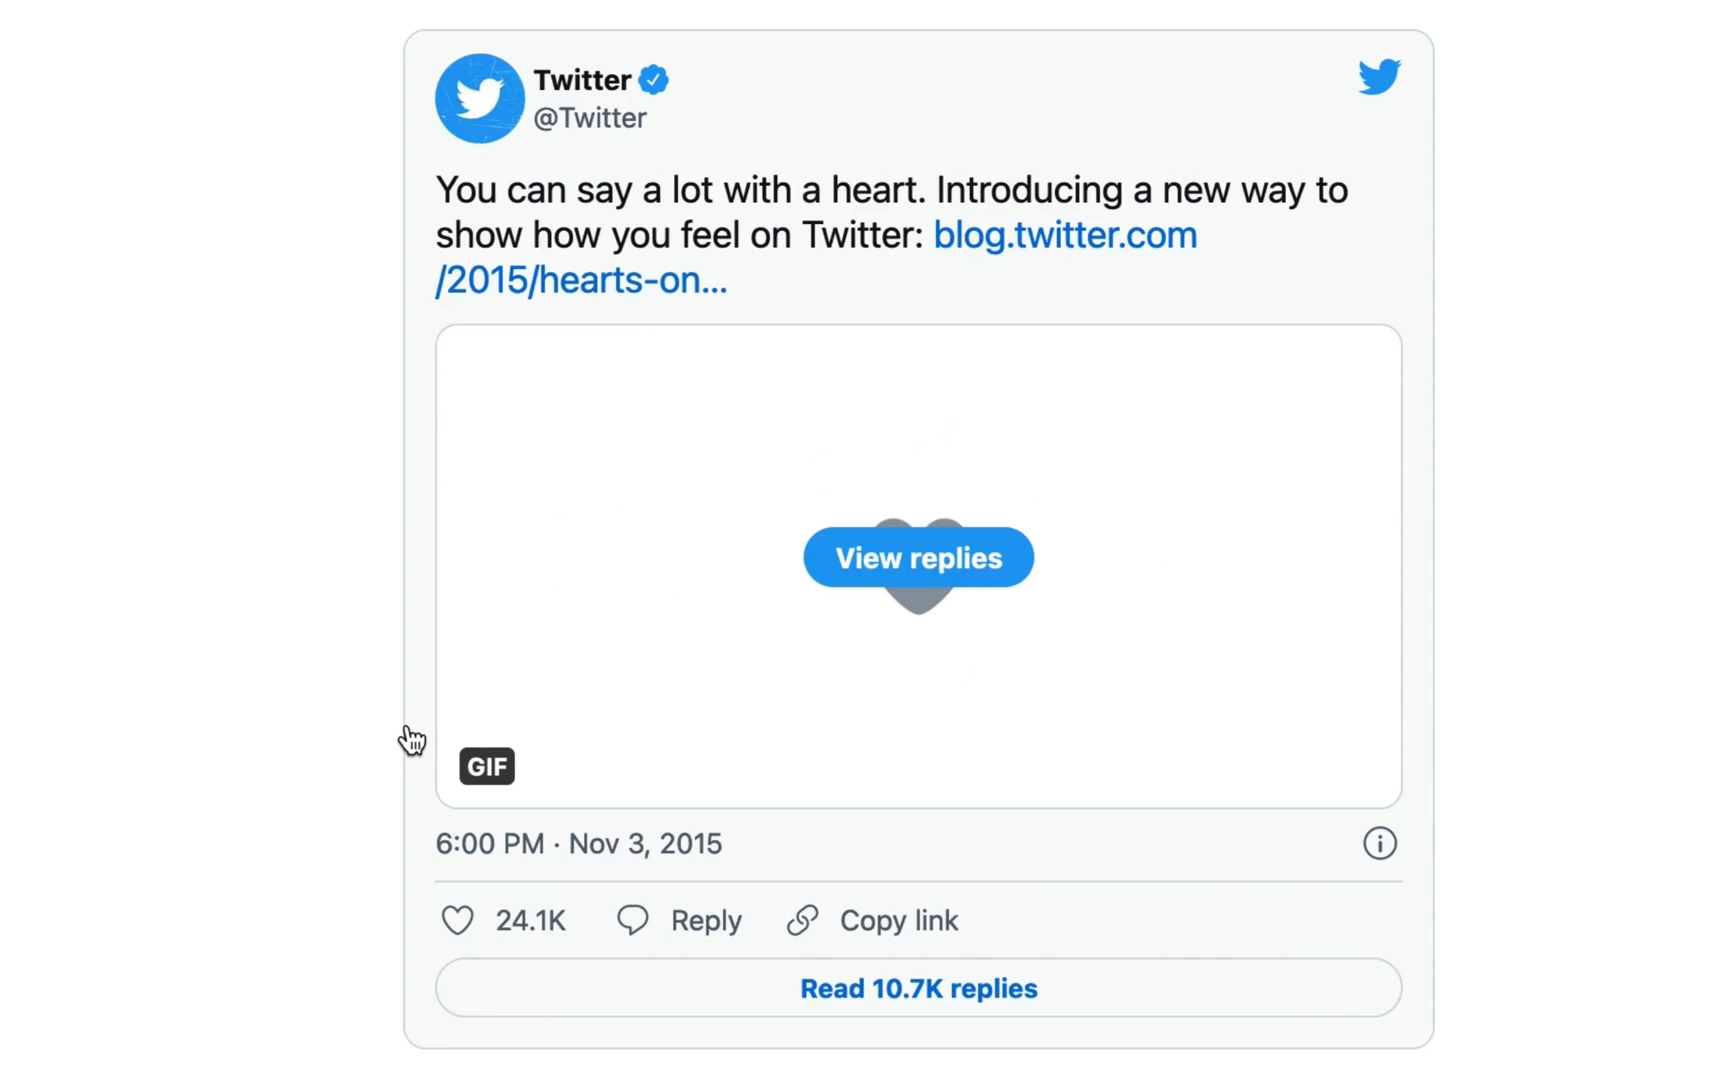 Twitter
@Twitter
You can say a lot with a heart. Introducing a new way to
show how you feel on Twitter: blog.twitter.com
/2015/hearts-on...
View replies
GIF
6:00 PM · Nov 3, 2015
24.1K Reply Copy link
Read 10.7K replies